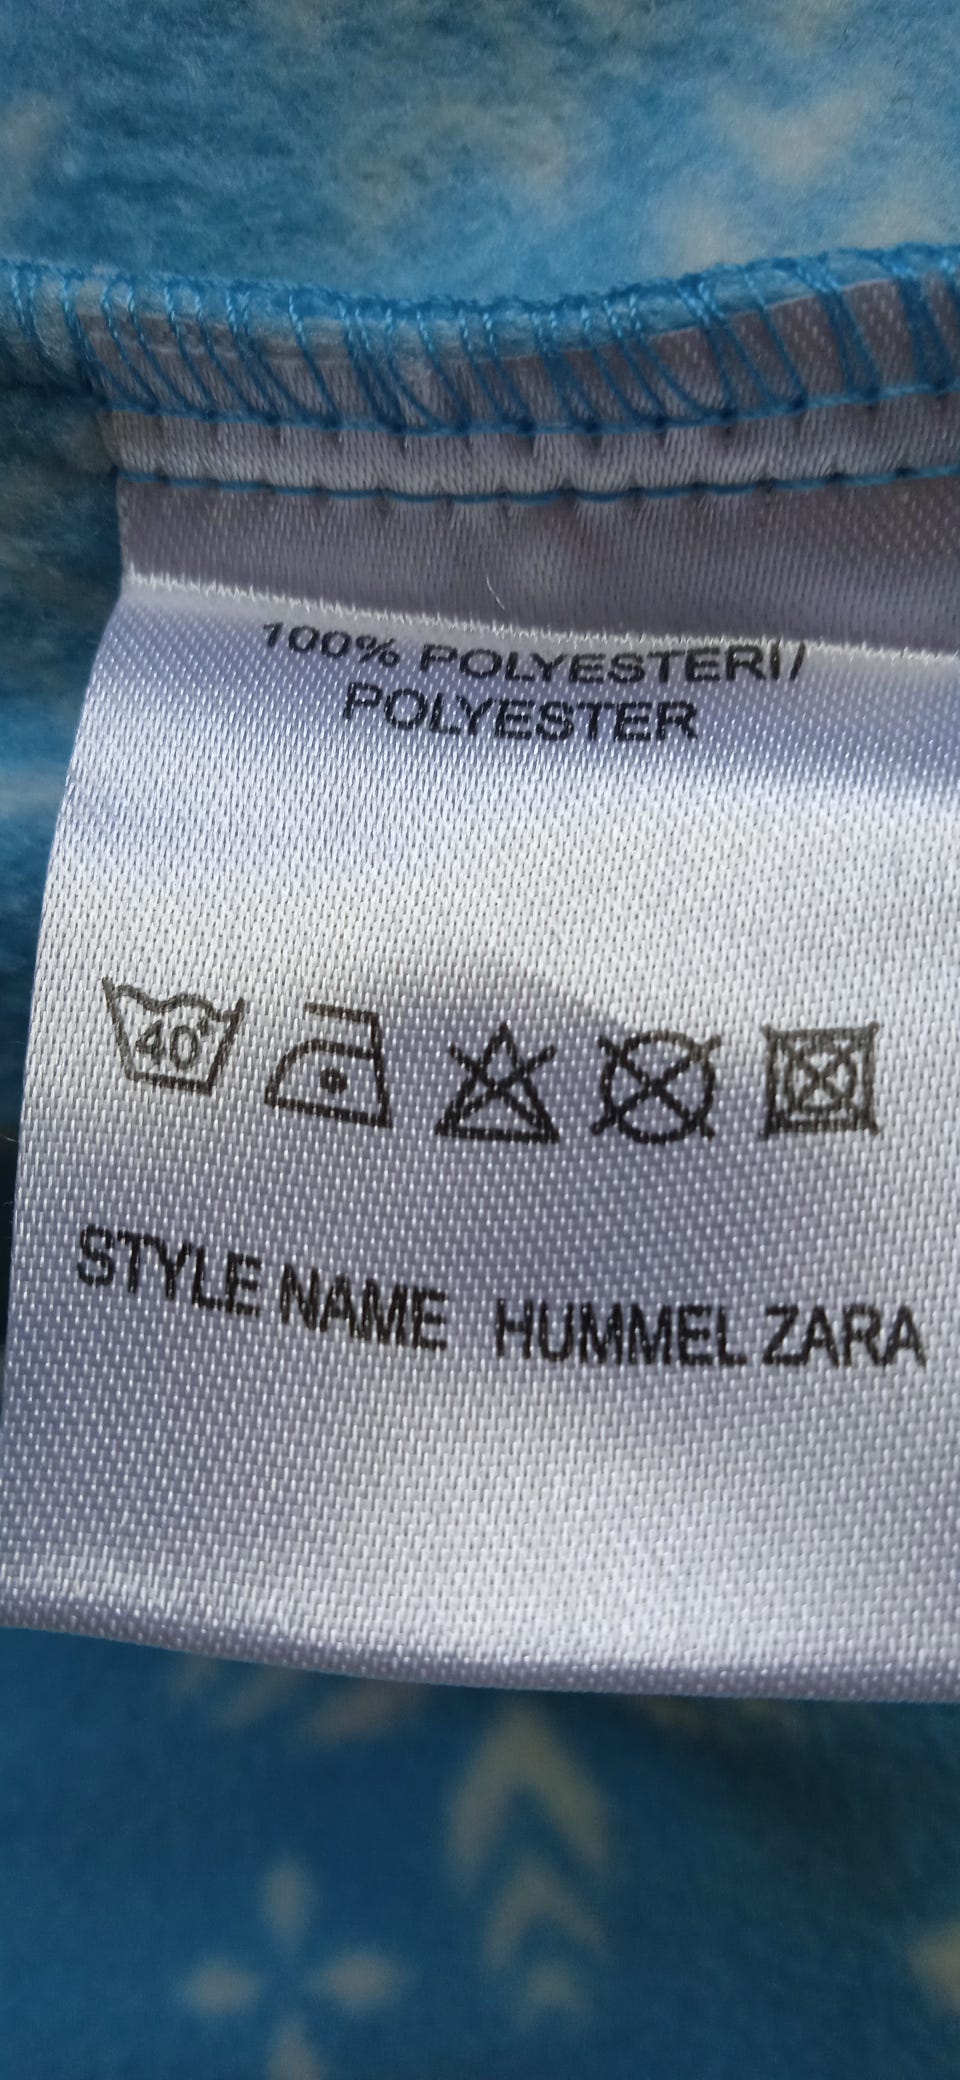 100% POLYESTERI/
POLYESTER
40°
STYLE NAME HUMMEL ZARA